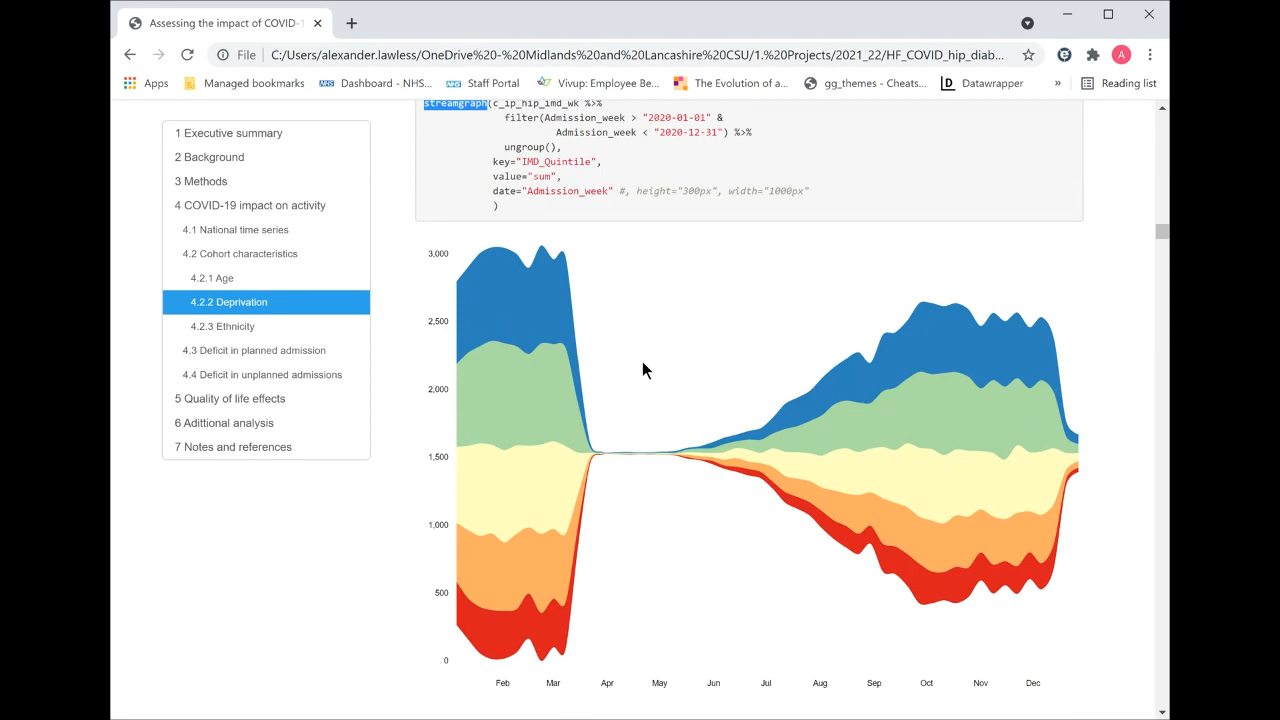 Assessing the impact of COVID-1
File
C:/Users/alexander.lawless/OneDrive%20-%20Midlands%20and%20Lancashire%20CSU/1.%20Projects/2021_22/HF_COVID_hip_diab...
A
Apps
Managed bookmarks
Dashboard - NHS...
Staff Portal
Vivup: Employee Be...
The Evolution of a...
gg_themes - Cheats...
Datawrapper
»
Reading list
1 Executive summary
2 Background
3 Methods
4 COVID-19 impact on activity
4.1 National time series
4.2 Cohort characteristics
4.2.1 Age
4.2.2 Deprivation
4.2.3 Ethnicity
4.3 Deficit in planned admission
4.4 Deficit in unplanned admissions
5 Quality of life effects
6 Adittional analysis
7 Notes and references
streamgraph(c_ip_hip_imd_wk %>%
filter(Admission_week > "2020-01-01" &
Admission_week < "2020-12-31") %>%
ungroup(),
key="IMD_Quintile",
value="sum",
date="Admission_week" #, height="300px", width="1000px"
)
3,000
2,500
2,000
1,500
1,000
500
0
Feb Mar Apr May Jun Jul Aug Sep Oct Nov Dec